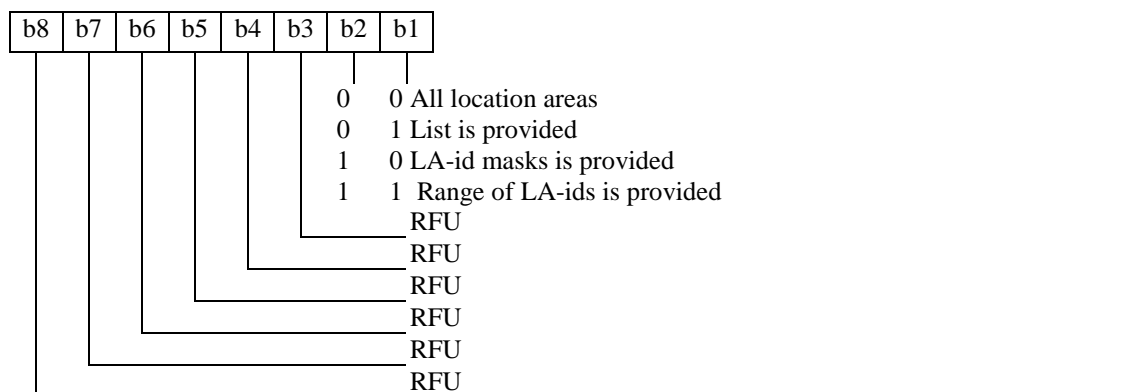 b8 b7 b6 b5 b4 b3 b2 b1
0 0 All location areas
0 1 List is provided
1 0 LA-id masks is provided
1 1 Range of LA-ids is provided
RFU
RFU
RFU
RFU
RFU
RFU